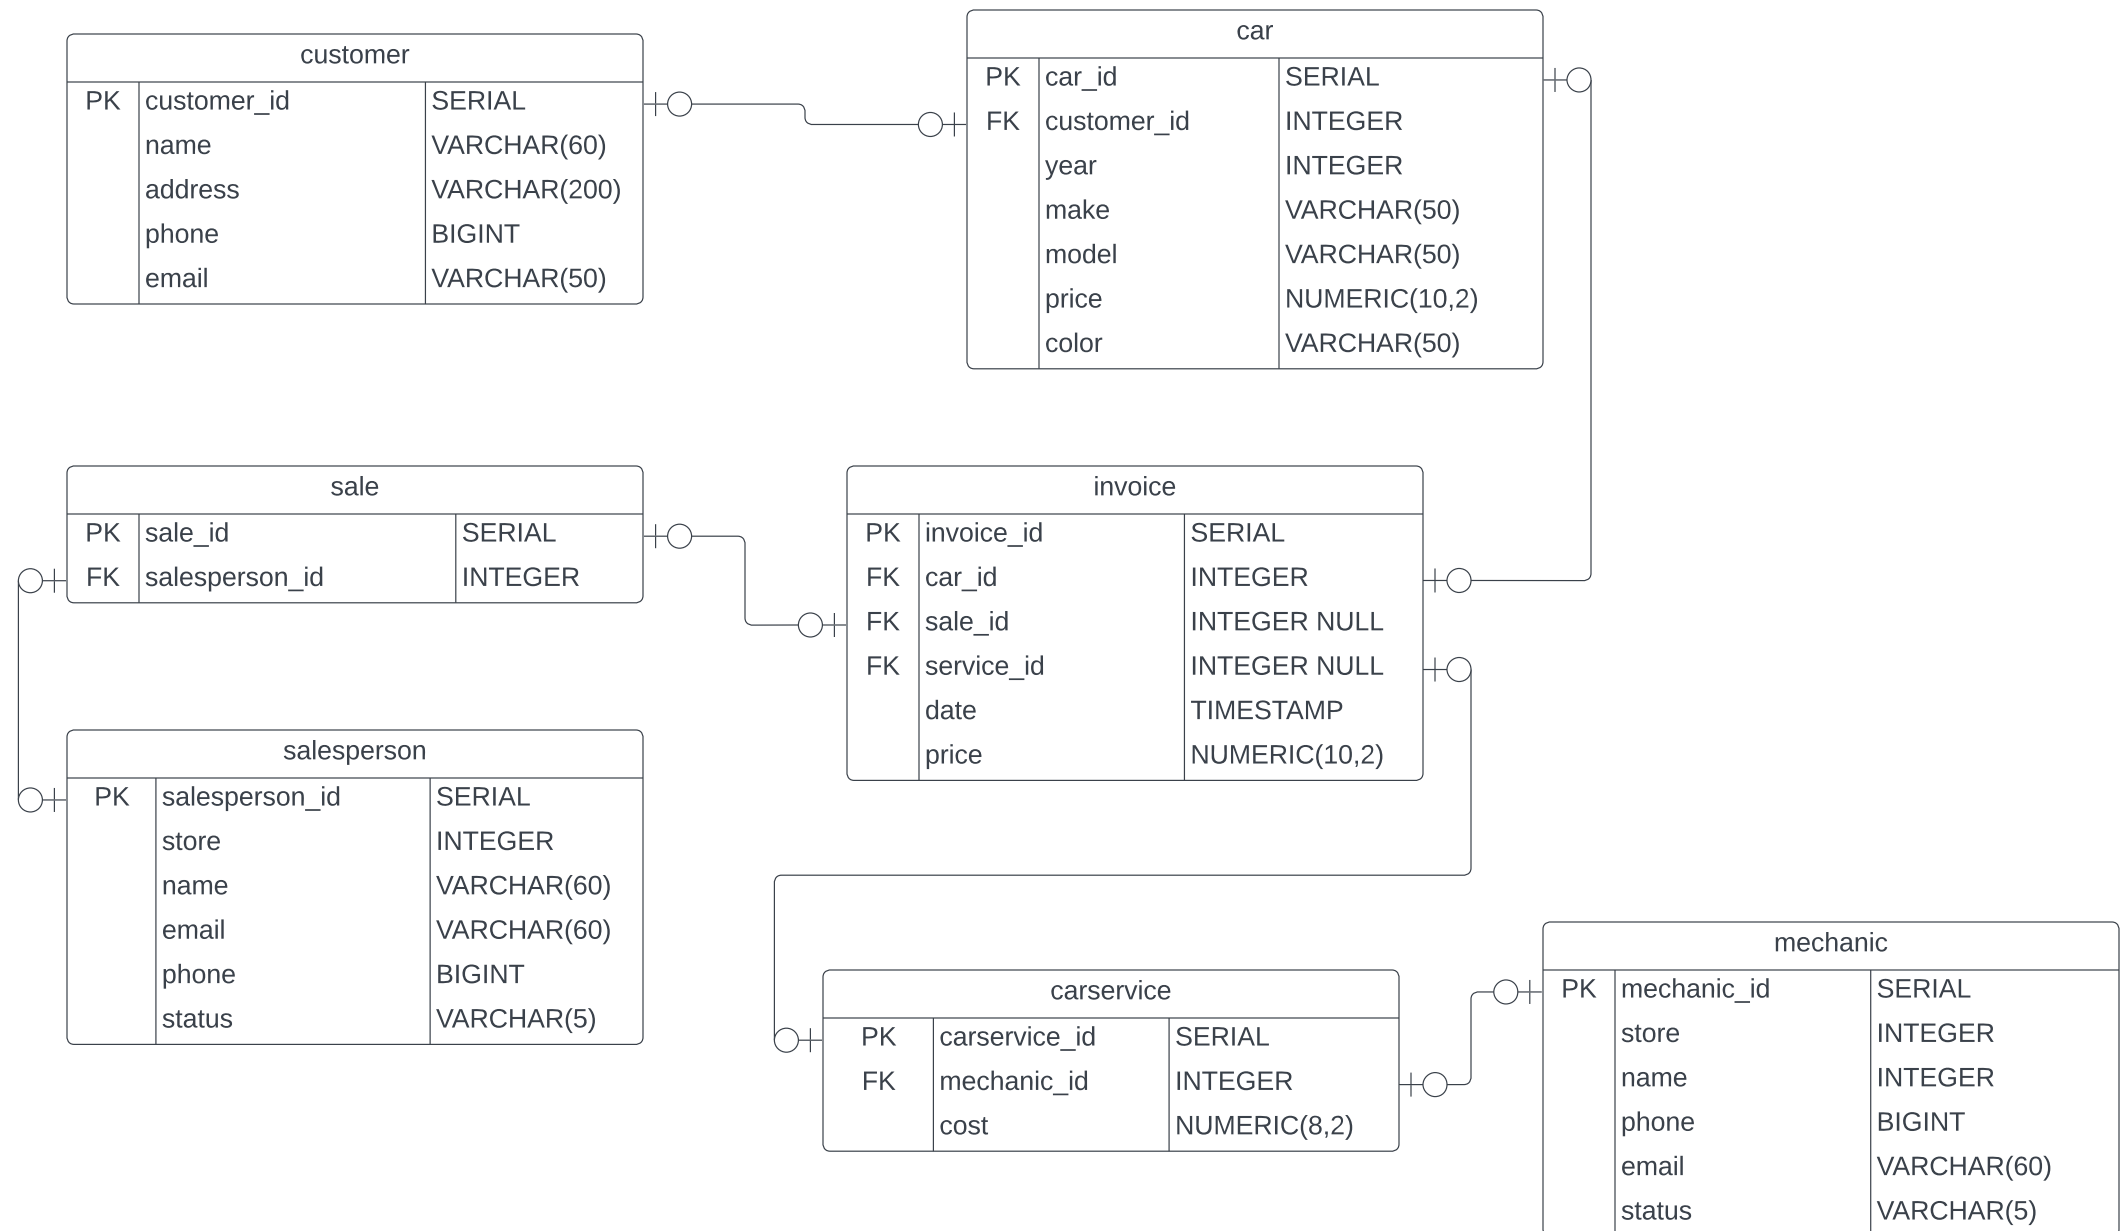 customer
PK customer_id SERIAL
name VARCHAR(60)
address VARCHAR(200)
phone BIGINT
email VARCHAR(50)
car
PK car_id SERIAL
FK customer_id INTEGER
year INTEGER
make VARCHAR(50)
model VARCHAR(50)
price NUMERIC(10,2)
color VARCHAR(50)
sale
PK sale_id SERIAL
FK salesperson_id INTEGER
invoice
PK invoice_id SERIAL
FK car_id INTEGER
FK sale_id INTEGER NULL
FK service_id INTEGER NULL
date TIMESTAMP
price NUMERIC(10,2)
salesperson
PK salesperson_id SERIAL
store INTEGER
name VARCHAR(60)
email VARCHAR(60)
phone BIGINT
status VARCHAR(5)
carservice
PK carservice_id SERIAL
FK mechanic_id INTEGER
cost NUMERIC(8,2)
mechanic
PK mechanic_id SERIAL
store INTEGER
name INTEGER
phone BIGINT
email VARCHAR(60)
status VARCHAR(5)